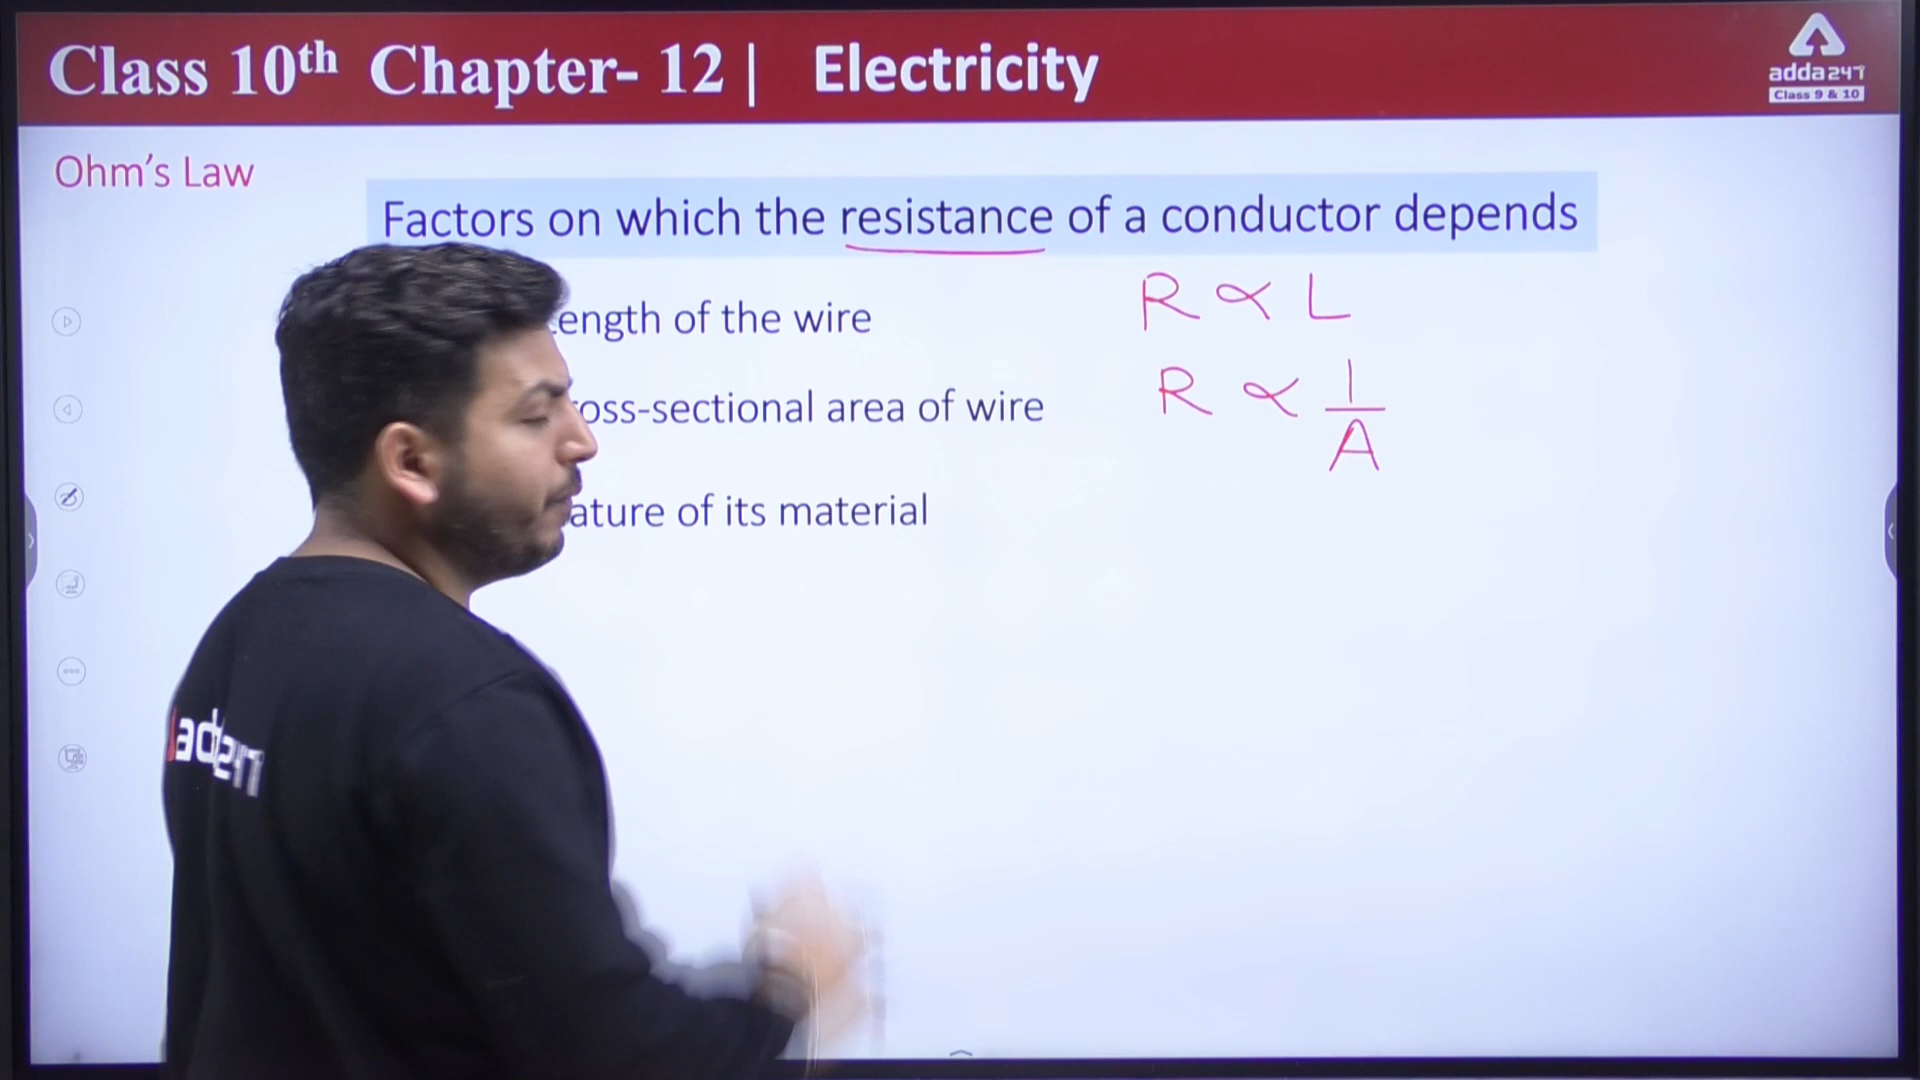 Class 10th Chapter- 12 | Electricity
adda247
Class 9 & 10
Ohm's Law
Factors on which the resistance of a conductor depends
ength of the wire
R ∝ L
oss-sectional area of wire
R ∝ 1/A
ature of its material
adda247